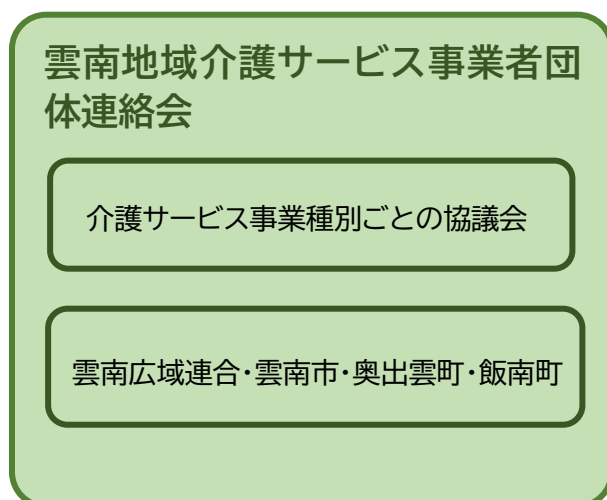 雲南地域介護サービス事業者団
体連絡会
介護サービス事業種別ごとの協議会
雲南広域連合・雲南市・奥出雲町・飯南町